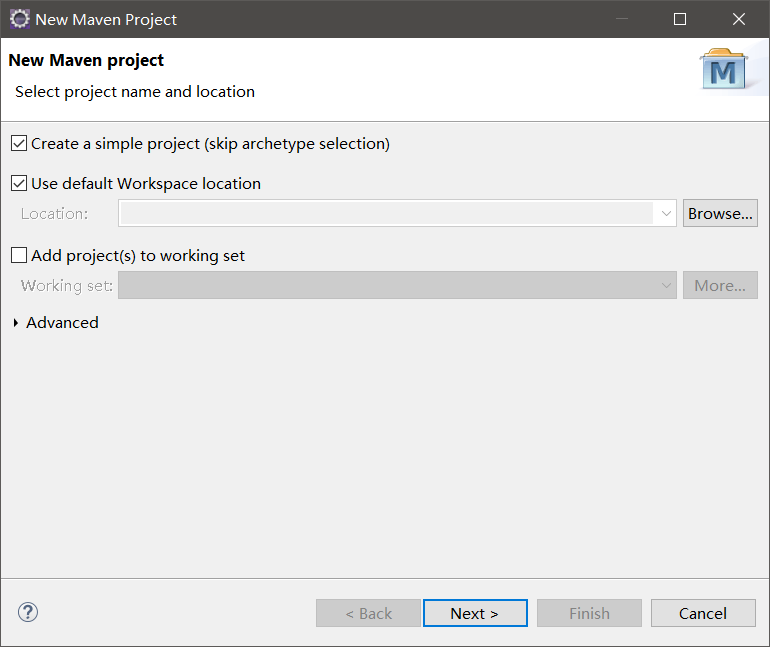 New Maven Project
New Maven project
M
Select project name and location
Create a simple project (skip archetype selection)
Use default Workspace location
Location:
Browse...
Add project(s) to working set
Working set:
More...
Advanced
?
< Back
Next >
Finish
Cancel